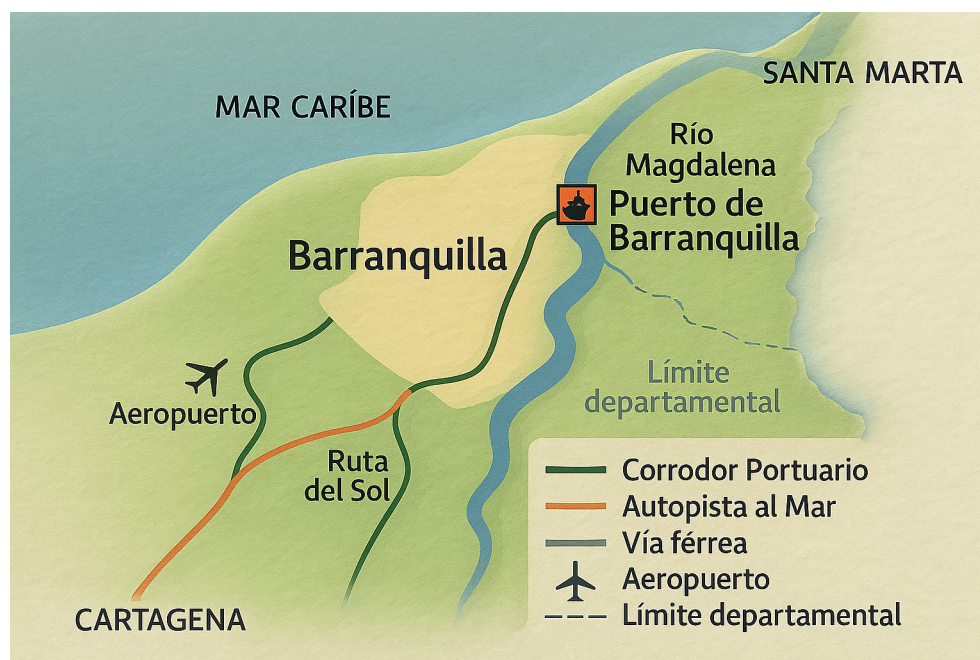 MAR CARÍBE
SANTA MARTA
Río
Magdalena
Puerto de
Barranquilla
Barranquilla
Aeropuerto
Límite
departamental
Ruta
del Sol
CARTAGENA
Corrodor Portuario
Autopista al Mar
Vía férrea
Aeropuerto
Límite departamental